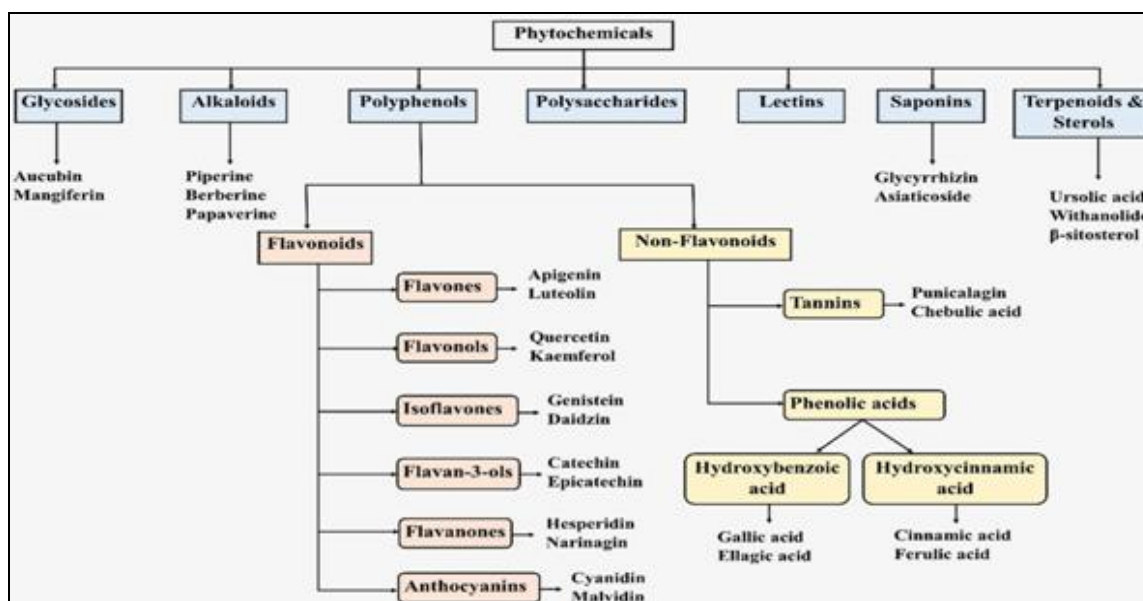 Phytochemicals
Glycosides
Alkaloids
Polyphenols
Polysaccharides
Lectins
Saponins
Terpenoids &
Sterols
Aucubin
Mangiferin
Piperine
Berberine
Papaverine
Glycyrrhizin
Asiaticoside
Ursolic acid
Withanolide
β-sitosterol
Flavonoids
Flavones
Apigenin
Luteolin
Flavonols
Quercetin
Kaemferol
Isoflavones
Genistein
Daidzin
Flavan-3-ols
Catechin
Epicatechin
Flavanones
Hesperidin
Narinagin
Anthocyanins
Cyanidin
Malvidin
Non-Flavonoids
Tannins
Punicalagin
Chebulic acid
Phenolic acids
Hydroxybenzoic
acid
Gallic acid
Ellagic acid
Hydroxycinnamic
acid
Cinnamic acid
Ferulic acid